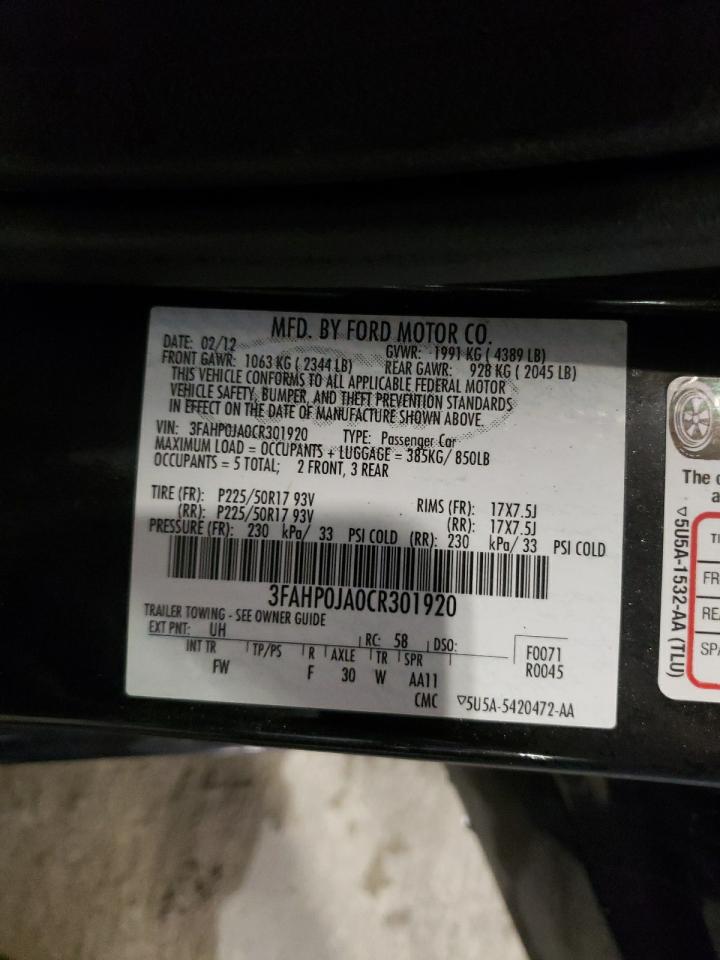 MFD. BY FORD MOTOR CO.
DATE: 02/12 GVWR: 1991 KG ( 4389 LB)
FRONT GAWR: 1063 KG ( 2344 LB) REAR GAWR: 928 KG ( 2045 LB)
THIS VEHICLE CONFORMS TO ALL APPLICABLE FEDERAL MOTOR
VEHICLE SAFETY, BUMPER, AND THEFT PREVENTION STANDARDS
IN EFFECT ON THE DATE OF MANUFACTURE SHOWN ABOVE.
VIN: 3FAHP0JA0CR301920 TYPE: Passenger Car
MAXIMUM LOAD = OCCUPANTS + LUGGAGE = 385KG/ 850LB
OCCUPANTS = 5 TOTAL; 2 FRONT, 3 REAR
TIRE (FR): P225/50R17 93V RIMS (FR): 17X7.5J
(RR): P225/50R17 93V (RR): 17X7.5J
PRESSURE (FR): 230 kPa/ 33 PSI COLD (RR): 230 kPa/ 33 PSI COLD
3FAHP0JA0CR301920
TRAILER TOWING - SEE OWNER GUIDE
EXT PNT: UH RC: 58 DSO: F0071
INT TR TP/PS R AXLE TR SPR R0045
FW F 30 W AA11
CMC ▽5U5A-5420472-AA
▽5U5A-1532-AA (TLU)
The